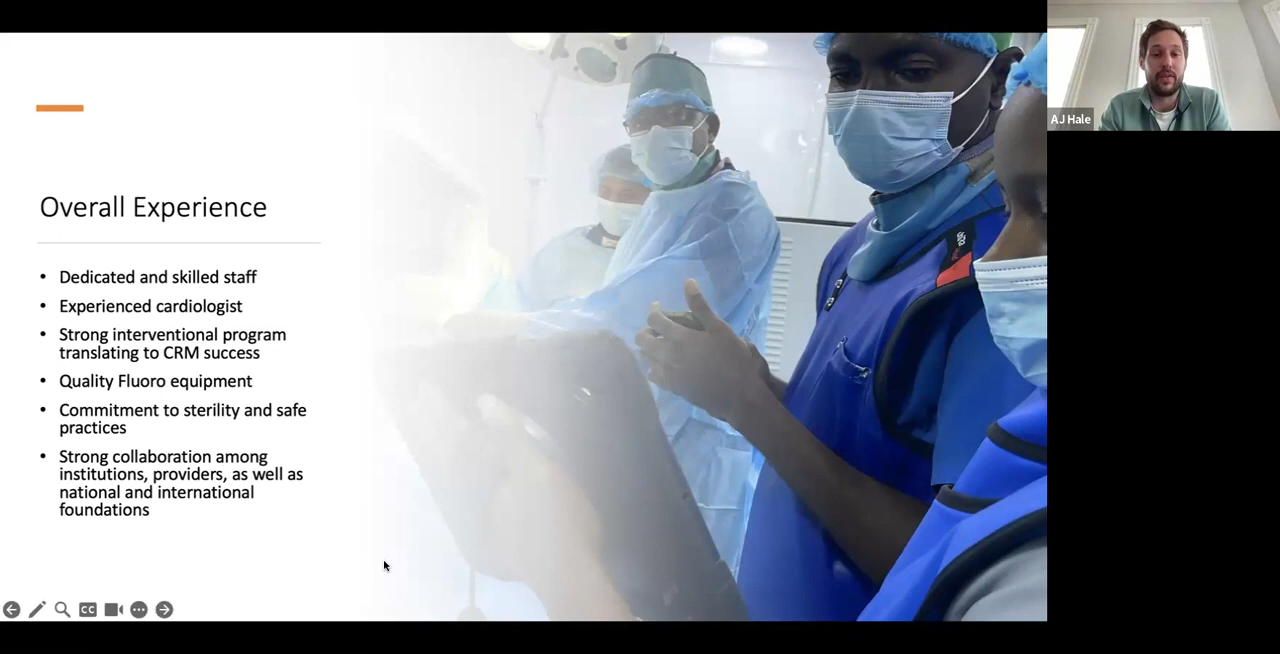 Overall Experience
• Dedicated and skilled staff
• Experienced cardiologist
• Strong interventional program
translating to CRM success
• Quality Fluoro equipment
• Commitment to sterility and safe
practices
• Strong collaboration among
institutions, providers, as well as
national and international
foundations
CC
AJ Hale